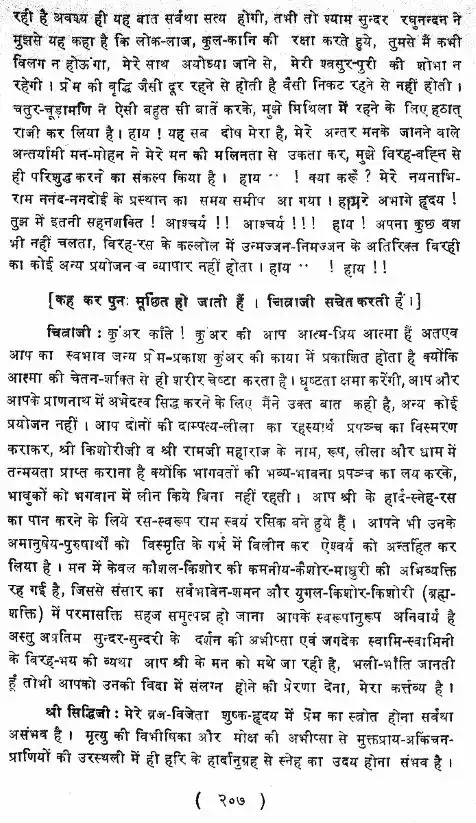 रही है अवश्य ही यह बात सर्वथा सत्य होगी, तभी तो श्याम सुन्दर रघुनन्दन ने
मुझसे यह कहा है कि लोक-लाज, कुल-कानि की रक्षा करते हुये, तुमसे मैं कभी
विलग न होऊंगा, मेरे साथ अयोध्या जाने से, मेरी श्वसुर-पुरी की शोभा न
रहेगी । प्रेम की वृद्धि जैसी दूर रहने से होती है वैसी निकट रहने से नहीं होती ।
चतुर-चूड़ामणि ने ऐसी बहुत सी बातें करके, मुझे मिथिला में रहने के लिए हठात्
राजी कर लिया है । हाय ! यह सब दोष मेरा है, मेरे अन्तर मनके जानने वाले
अन्तर्यामी मन-मोहन ने मेरे मन की मलिनता से उकता कर, मुझे विरह-वह्नि से
ही परिशुद्ध करने का संकल्प किया है । हाय ·· ! क्या करूँ ? मेरे नयनाभि-
राम ननंद-ननदोई के प्रस्थान का समय समीप आ गया । हामरे अभागे हृदय !
तुझ में इतनी सहनशक्ति ! आश्चर्य !! आश्चर्य !!! हाय ! अपना कुछ वश
भी नहीं चलता, विरह-रस के कल्लोल में उन्मज्जन-निमज्जन के अतिरिक्त विरही
का कोई अन्य प्रयोजन व व्यापार नहीं होता । हाय ·· ! हाय !!
[कह कर पुनः मूर्छित हो जाती हैं । चित्राजी सचेत करती हैं ।]
चित्राजी : कुंअर कांते ! कुंअर की आप आत्म-प्रिय आत्मा हैं अतएव
आप का स्वभाव जन्य प्रेम-प्रकाश कुंअर की काया में प्रकाशित होता है क्योंकि
आत्मा की चेतन-शक्ति से ही शरीर चेष्टा करता है । धृष्टता क्षमा करेंगी, आप और
आपके प्राणनाथ में अभेदत्व सिद्ध करने के लिए मैंने उक्त बात कही है, अन्य कोई
प्रयोजन नहीं । आप दोनों की दाम्पत्य-लीला का रहस्यार्थ प्रपञ्च का विस्मरण
कराकर, श्री किशोरीजी व श्री रामजी महाराज के नाम, रूप, लीला और धाम में
तन्मयता प्राप्त कराना है क्योंकि भागवतों की भव्य-भावना प्रपञ्च का लय करके,
भावुकों को भगवान में लीन किये बिना नहीं रहती । आप श्री के हार्द-स्नेह-रस
का पान करने के लिये रस-स्वरूप राम स्वयं रसिक बने हुये हैं । आपने भी उनके
अमानुषेय-पुरुषार्थों को विस्मृति के गर्भ में विलीन कर ऐश्वर्य को अन्तर्हित कर
लिया है । मन में केवल कौशल-किशोर की कमनीय-कैशोर-माधुरी की अभिव्यक्ति
रह गई है, जिससे संसार का सर्वभावेन-शमन और युगल-किशोर-किशोरी (ब्रह्म-
शक्ति) में परमासक्ति सहज समुत्पन्न हो जाना आपके स्वरूपानुरूप अनिवार्य है
अस्तु अप्रतिम सुन्दर-सुन्दरी के दर्शन की अभीप्सा एवं जगदेक स्वामि-स्वामिनी
के विरह-भय की व्यथा आप श्री के मन को मथे जा रही है, भली-भाँति जानती
हूँ तोभी आपको उनकी विदा में संलग्न होने की प्रेरणा देना, मेरा कर्त्तव्य है ।
श्री सिद्धिजी : मेरे व्रज-विजेता शुष्क-हृदय में प्रेम का स्त्रोत होना सर्वथा
असंभव है । मृत्यु की विभीषिका और मोक्ष की अभीप्सा से मुक्तप्राय-अकिंचन-
प्राणियों की उरस्थली में ही हरि के हार्दानुग्रह से स्नेह का उदय होना संभव है ।
( २०७ )